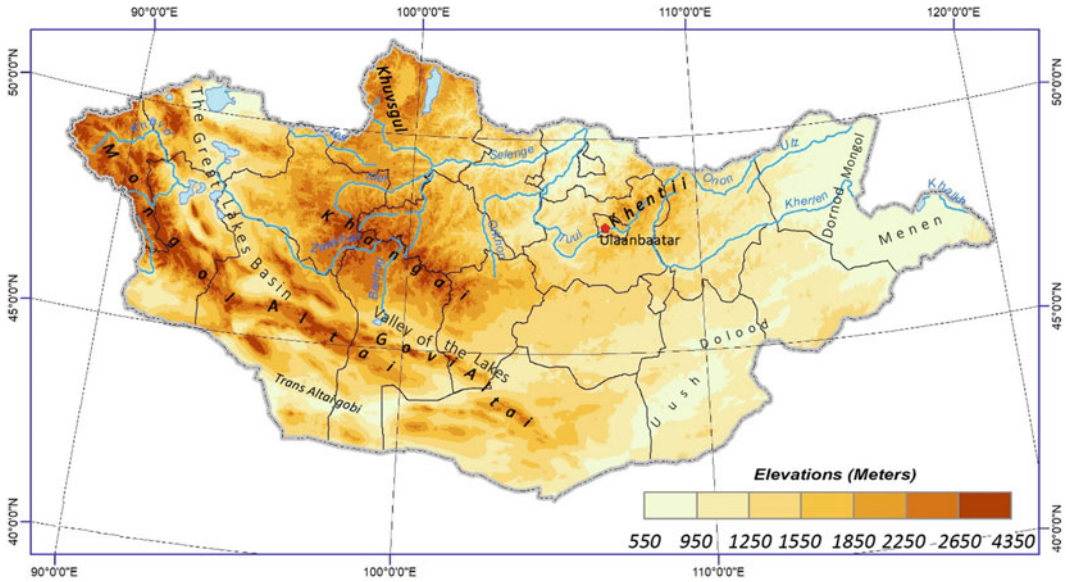 90°0'0"E 100°0'0"E 110°0'0"E 120°0'0"E
50°0'0"N
50°0'0"N
Khuvsgul
The Great Lakes Basin
Mongol Altai
Selenge
Onon
Ulz
Kherlen
Dornod Mongol
Khalkh
Menen
Khentii
Tuul
Ulaanbaatar
Orkhon
Khangai
Baidrag
45°0'0"N
45°0'0"N
Valley of the Lakes
Govi Altai
Dolood
Uush
Trans Altai gobi
Elevations (Meters)
550 950 1250 1550 1850 2250 2650 4350
40°0'0"N
40°0'0"N
90°0'0"E 100°0'0"E 110°0'0"E